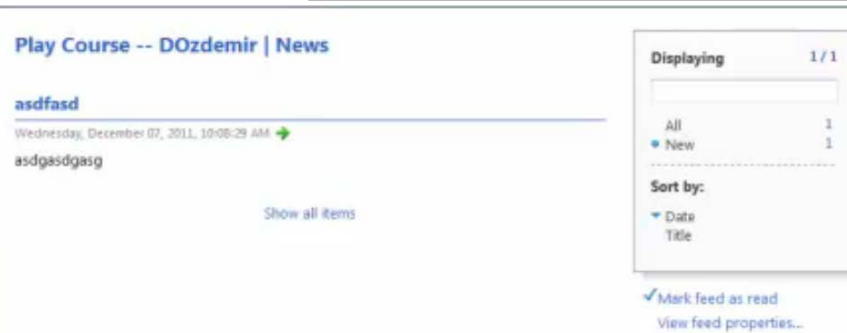 Play Course -- DOzdemir | News
asdfasd
Wednesday, December 07, 2011, 10:08:29 AM
asdgasdgasg
Show all items
Displaying 1 / 1
All 1
New 1
Sort by:
Date
Title
Mark feed as read
View feed properties...